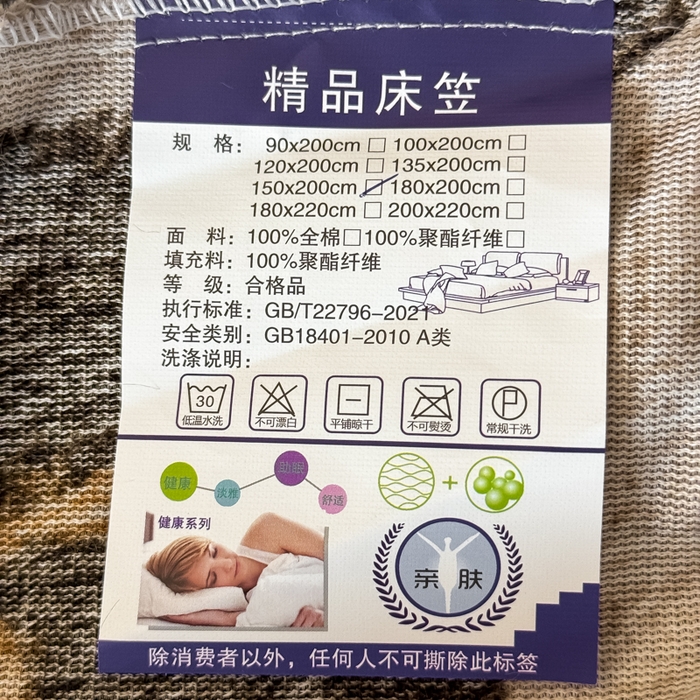 精品床笠
规 格：90x200cm □ 100x200cm □
120x200cm □ 135x200cm □
150x200cm ☑ 180x200cm □
180x220cm □ 200x220cm □
面 料：100%全棉□100%聚酯纤维□
填充料：100%聚酯纤维
等 级：合格品
执行标准：GB/T22796-2021
安全类别：GB18401-2010 A类
洗涤说明：
30 P
低温水洗 不可漂白 平铺晾干 不可熨烫 常规干洗
健康 淡雅 助眠 舒适
+
健康系列
亲 肤
除消费者以外，任何人不可撕除此标签